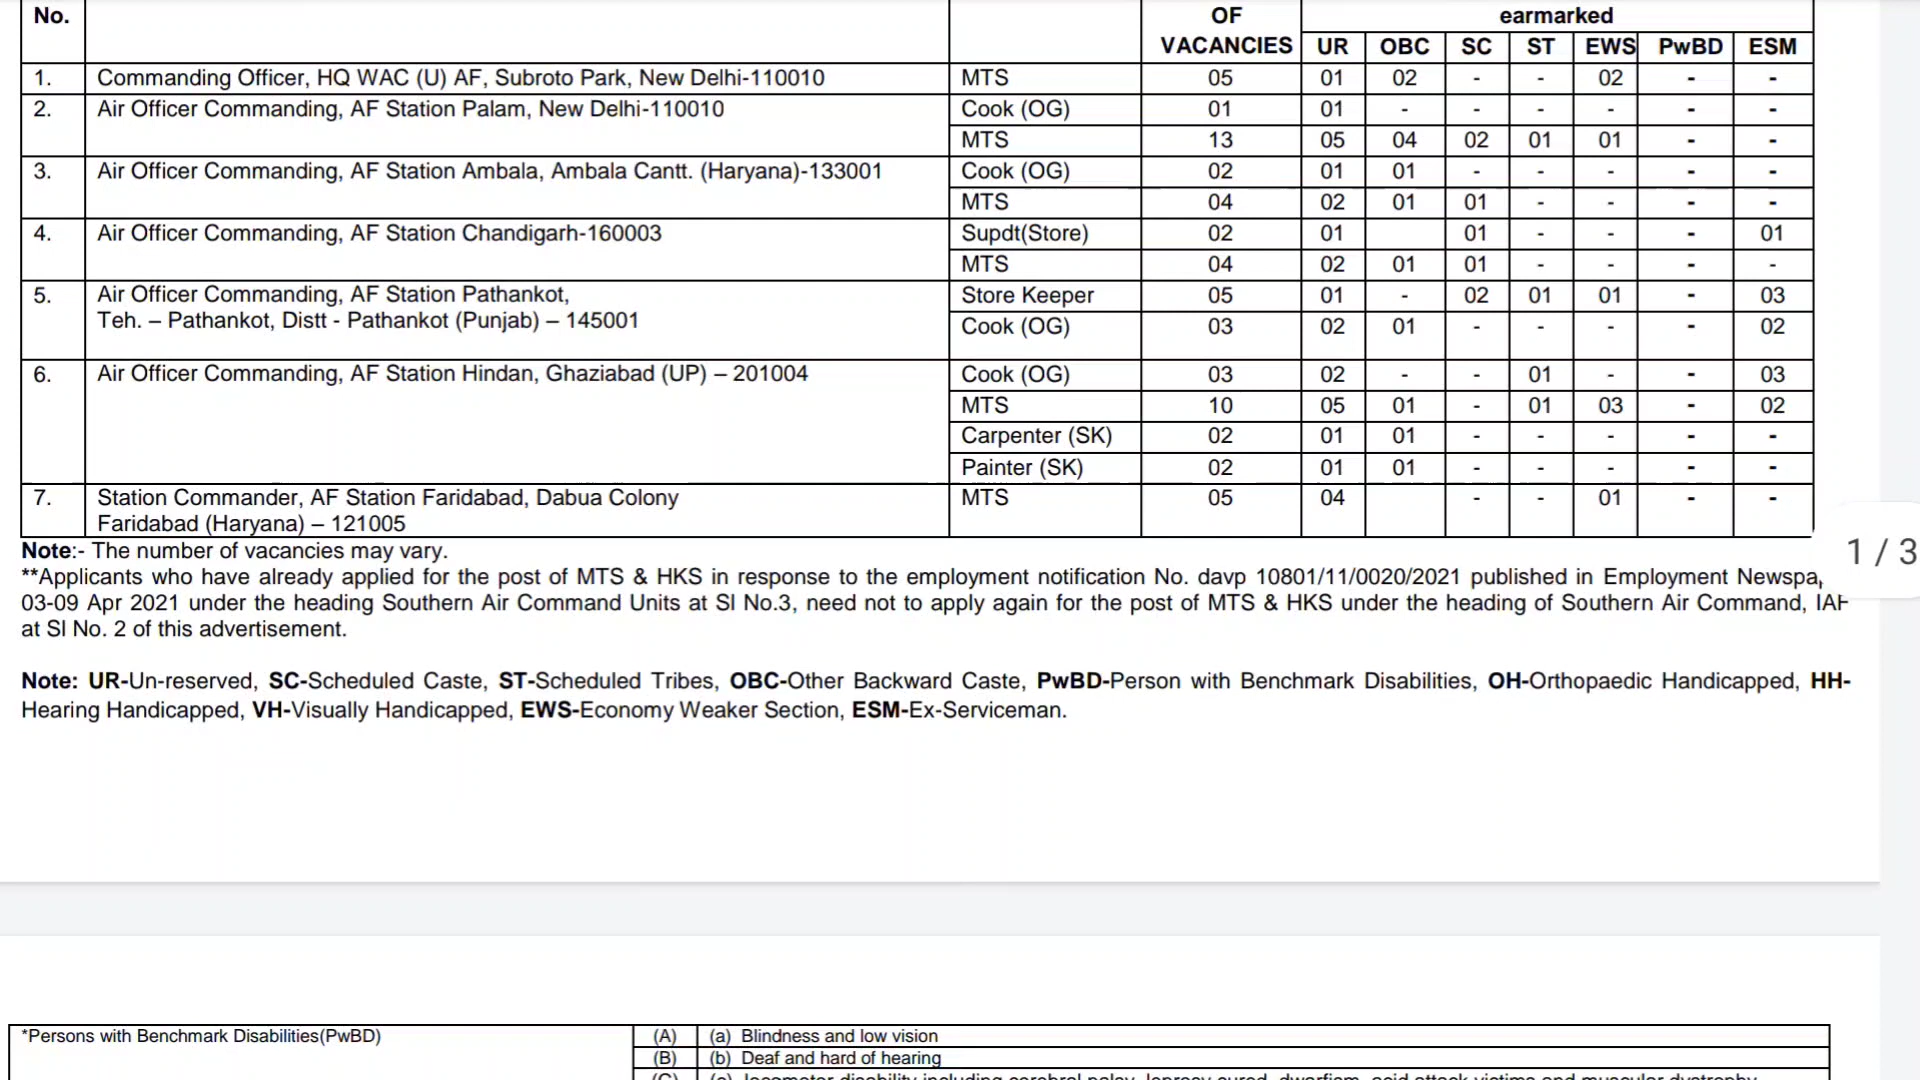 No. OF earmarked
VACANCIES UR OBC SC ST EWS PwBD ESM
1. Commanding Officer, HQ WAC (U) AF, Subroto Park, New Delhi-110010 MTS 05 01 02 - - 02 - -
2. Air Officer Commanding, AF Station Palam, New Delhi-110010 Cook (OG) 01 01 - - - - - -
MTS 13 05 04 02 01 01 - -
3. Air Officer Commanding, AF Station Ambala, Ambala Cantt. (Haryana)-133001 Cook (OG) 02 01 01 - - - - -
MTS 04 02 01 01 - - - -
4. Air Officer Commanding, AF Station Chandigarh-160003 Supdt(Store) 02 01 01 - - - 01
MTS 04 02 01 01 - - - -
5. Air Officer Commanding, AF Station Pathankot, Store Keeper 05 01 - 02 01 01 - 03
Teh. – Pathankot, Distt - Pathankot (Punjab) – 145001 Cook (OG) 03 02 01 - - - - 02
6. Air Officer Commanding, AF Station Hindan, Ghaziabad (UP) – 201004 Cook (OG) 03 02 - - 01 - - 03
MTS 10 05 01 - 01 03 - 02
Carpenter (SK) 02 01 01 - - - - -
Painter (SK) 02 01 01 - - - - -
7. Station Commander, AF Station Faridabad, Dabua Colony MTS 05 04 - - 01 - -
Faridabad (Haryana) – 121005
Note:- The number of vacancies may vary.
1 / 3
**Applicants who have already applied for the post of MTS & HKS in response to the employment notification No. davp 10801/11/0020/2021 published in Employment Newspap
03-09 Apr 2021 under the heading Southern Air Command Units at Sl No.3, need not to apply again for the post of MTS & HKS under the heading of Southern Air Command, IAF
at Sl No. 2 of this advertisement.
Note: UR-Un-reserved, SC-Scheduled Caste, ST-Scheduled Tribes, OBC-Other Backward Caste, PwBD-Person with Benchmark Disabilities, OH-Orthopaedic Handicapped, HH-
Hearing Handicapped, VH-Visually Handicapped, EWS-Economy Weaker Section, ESM-Ex-Serviceman.
*Persons with Benchmark Disabilities(PwBD) (A) (a) Blindness and low vision
(B) (b) Deaf and hard of hearing
(C) (c) locomotor disability including cerebral palsy, leprosy cured, dwarfism, acid attack victims and muscular dystrophy